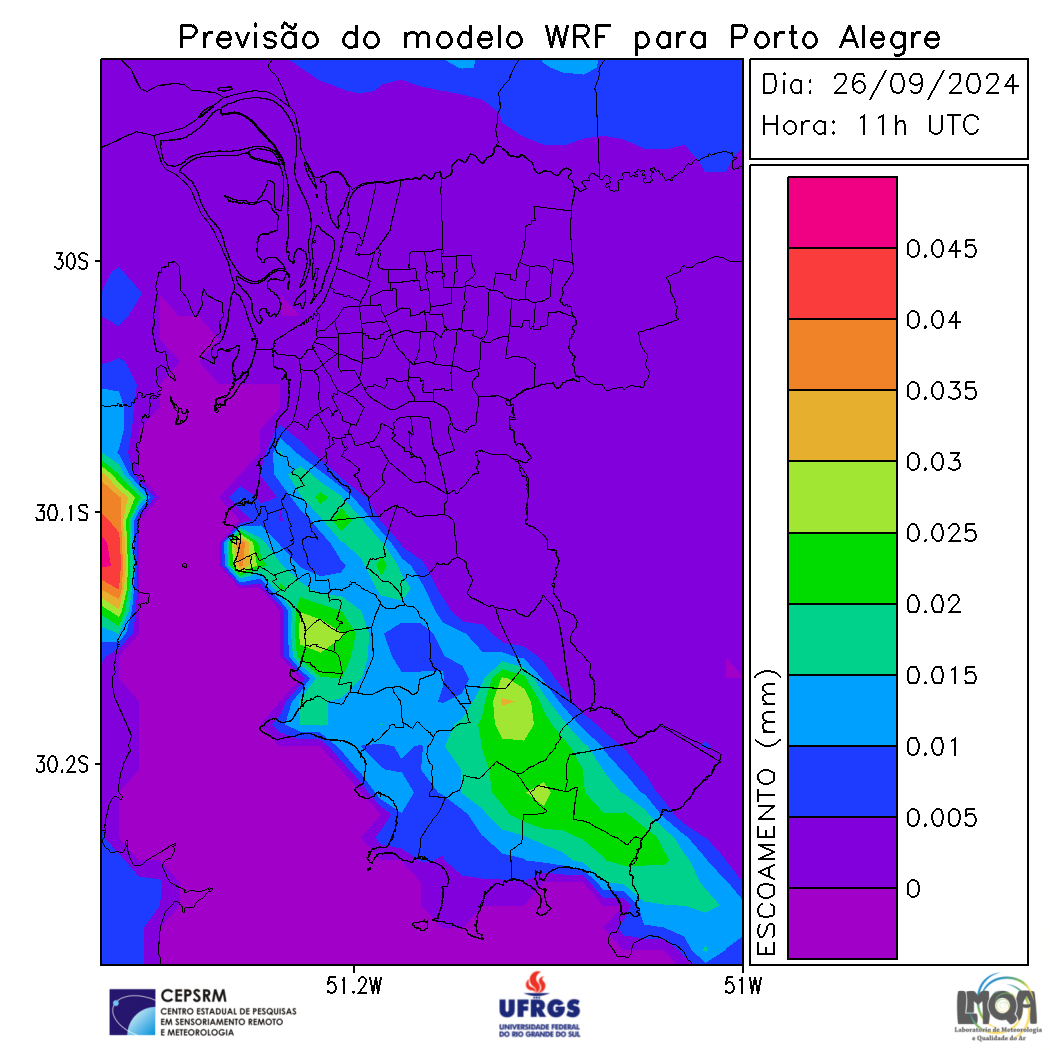 Previsão do modelo WRF para Porto Alegre
Dia: 26/09/2024
Hora: 11h UTC
30S
30.1S
30.2S
51.2W
51W
ESCOAMENTO (mm)
0.045
0.04
0.035
0.03
0.025
0.02
0.015
0.01
0.005
0
CEPSRM
CENTRO ESTADUAL DE PESQUISAS
EM SENSORIAMENTO REMOTO
E METEOROLOGIA
UFRGS
UNIVERSIDADE FEDERAL
DO RIO GRANDE DO SUL
LMQA
Laboratório de Meteorologia
e Qualidade do Ar